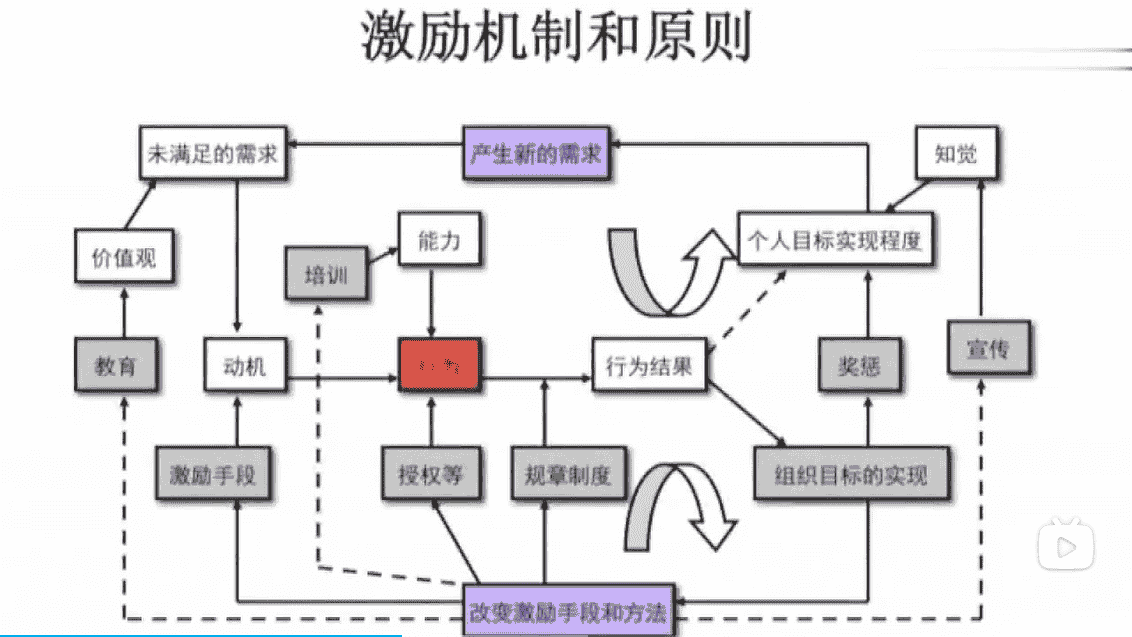 激励机制和原则
未满足的需求
产生新的需求
知觉
价值观
培训
能力
个人目标实现程度
教育
动机
行为结果
奖惩
宣传
激励手段
授权等
规章制度
组织目标的实现
改变激励手段和方法